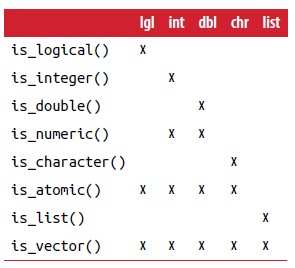 lgl int dbl chr list
is_logical() x
is_integer() x
is_double() x
is_numeric() x x
is_character() x
is_atomic() x x x x
is_list() x
is_vector() x x x x x